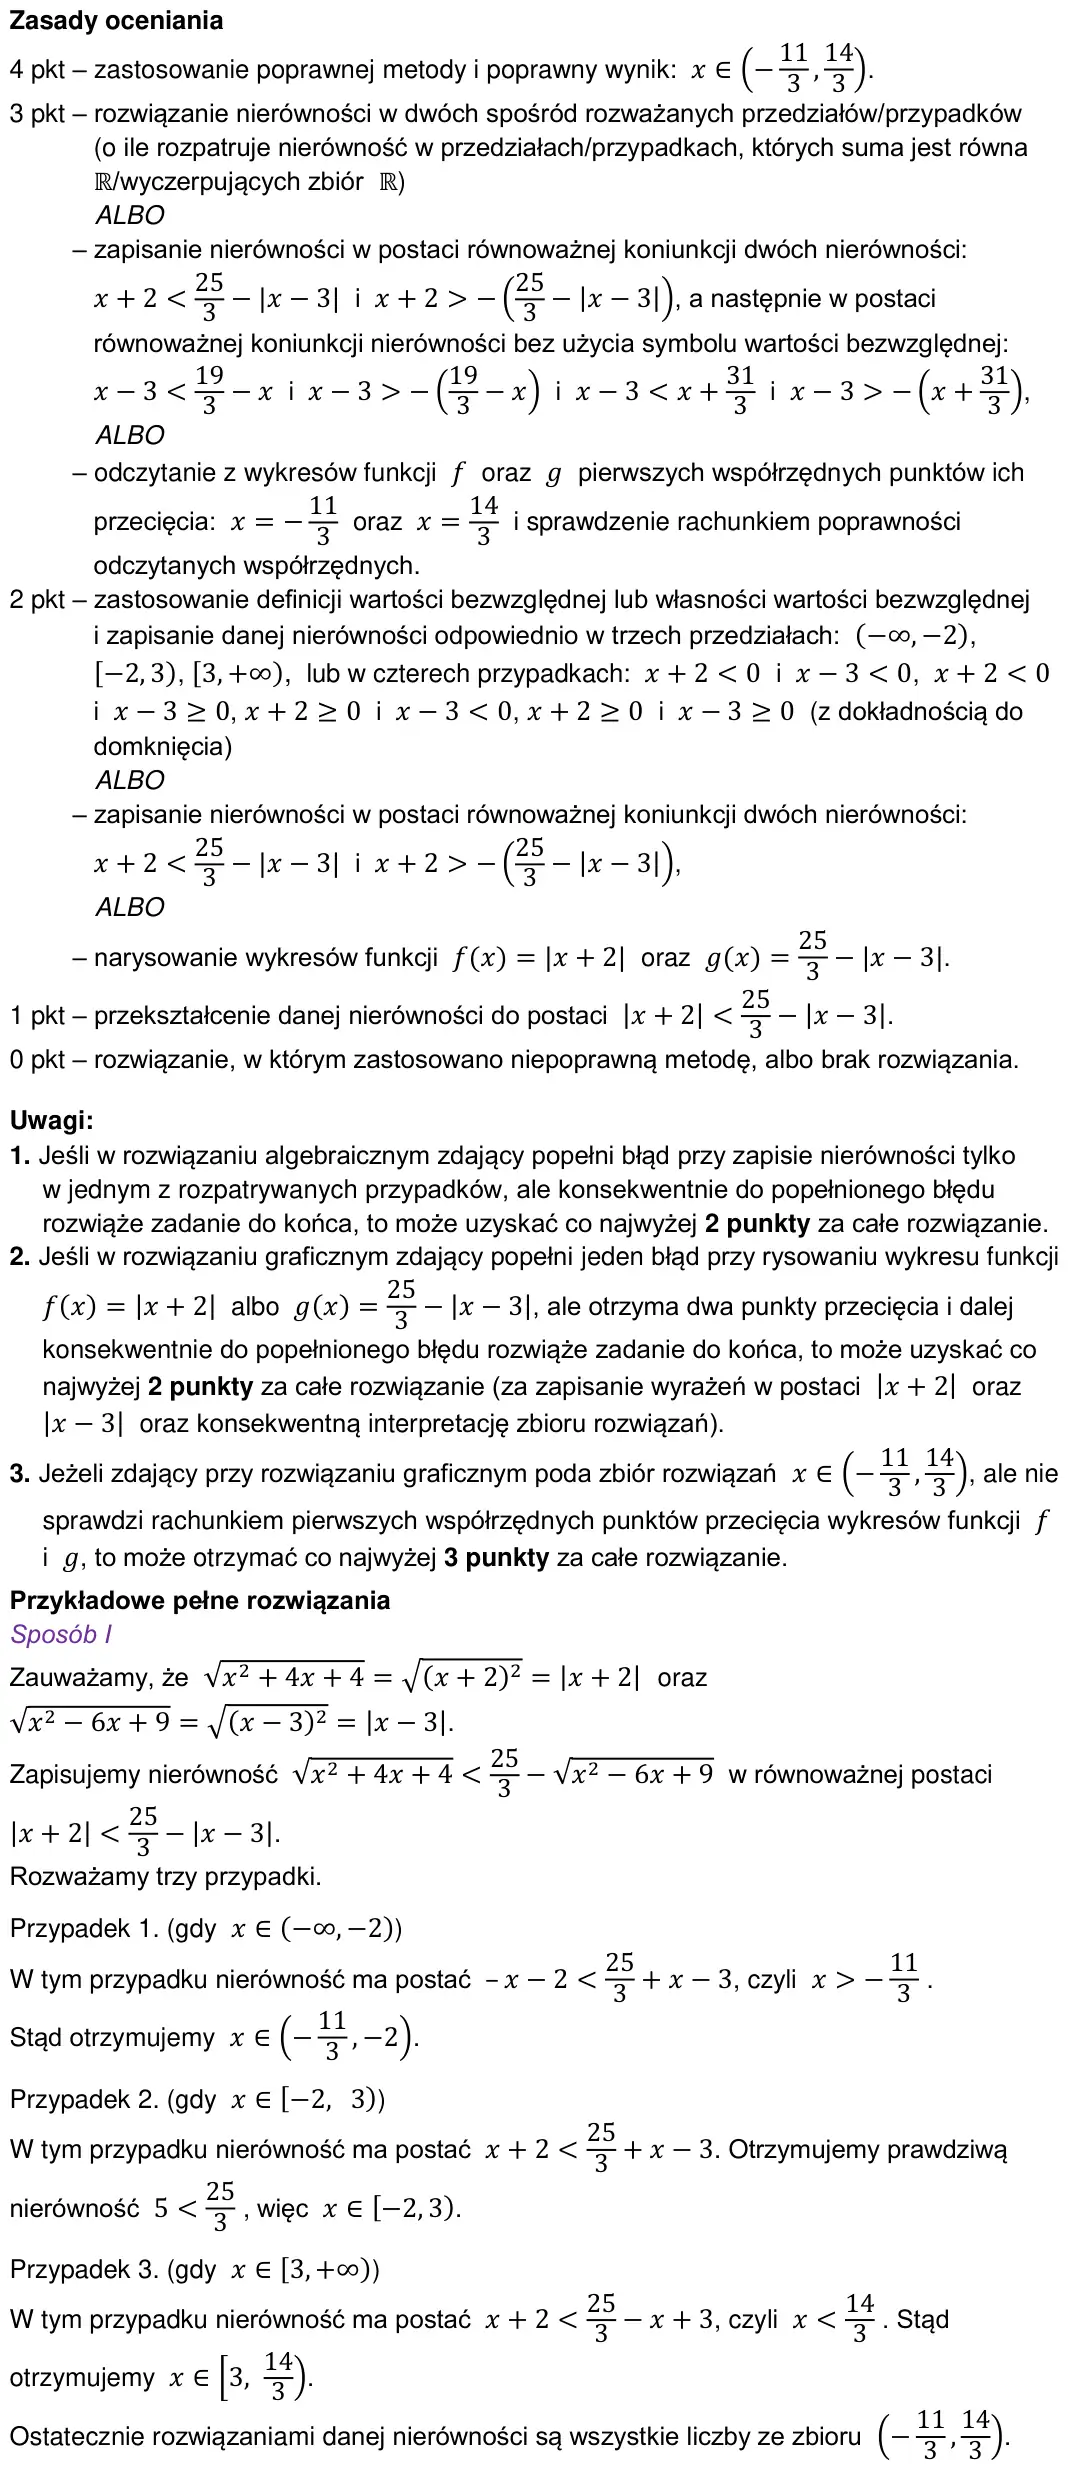 Zasady oceniania
4 pkt – zastosowanie poprawnej metody i poprawny wynik: x ∈ (−11/3, 14/3).
3 pkt – rozwiązanie nierówności w dwóch spośród rozważanych przedziałów/przypadków
(o ile rozpatruje nierówność w przedziałach/przypadkach, których suma jest równa
ℝ/wyczerpujących zbiór ℝ)
ALBO
– zapisanie nierówności w postaci równoważnej koniunkcji dwóch nierówności:
x + 2 < 25/3 − |x − 3| i x + 2 > −(25/3 − |x − 3|), a następnie w postaci
równoważnej koniunkcji nierówności bez użycia symbolu wartości bezwzględnej:
x − 3 < 19/3 − x i x − 3 > −(19/3 − x) i x − 3 < x + 31/3 i x − 3 > −(x + 31/3),
ALBO
– odczytanie z wykresów funkcji f oraz g pierwszych współrzędnych punktów ich
przecięcia: x = −11/3 oraz x = 14/3 i sprawdzenie rachunkiem poprawności
odczytanych współrzędnych.
2 pkt – zastosowanie definicji wartości bezwzględnej lub własności wartości bezwzględnej
i zapisanie danej nierówności odpowiednio w trzech przedziałach: (−∞, −2),
[−2, 3), [3, +∞), lub w czterech przypadkach: x + 2 < 0 i x − 3 < 0, x + 2 < 0
i x − 3 ≥ 0, x + 2 ≥ 0 i x − 3 < 0, x + 2 ≥ 0 i x − 3 ≥ 0 (z dokładnością do
domknięcia)
ALBO
– zapisanie nierówności w postaci równoważnej koniunkcji dwóch nierówności:
x + 2 < 25/3 − |x − 3| i x + 2 > −(25/3 − |x − 3|),
ALBO
– narysowanie wykresów funkcji f(x) = |x + 2| oraz g(x) = 25/3 − |x − 3|.
1 pkt – przekształcenie danej nierówności do postaci |x + 2| < 25/3 − |x − 3|.
0 pkt – rozwiązanie, w którym zastosowano niepoprawną metodę, albo brak rozwiązania.
Uwagi:
1. Jeśli w rozwiązaniu algebraicznym zdający popełni błąd przy zapisie nierówności tylko
w jednym z rozpatrywanych przypadków, ale konsekwentnie do popełnionego błędu
rozwiąże zadanie do końca, to może uzyskać co najwyżej 2 punkty za całe rozwiązanie.
2. Jeśli w rozwiązaniu graficznym zdający popełni jeden błąd przy rysowaniu wykresu funkcji
f(x) = |x + 2| albo g(x) = 25/3 − |x − 3|, ale otrzyma dwa punkty przecięcia i dalej
konsekwentnie do popełnionego błędu rozwiąże zadanie do końca, to może uzyskać co
najwyżej 2 punkty za całe rozwiązanie (za zapisanie wyrażeń w postaci |x + 2| oraz
|x − 3| oraz konsekwentną interpretację zbioru rozwiązań).
3. Jeżeli zdający przy rozwiązaniu graficznym poda zbiór rozwiązań x ∈ (−11/3, 14/3), ale nie
sprawdzi rachunkiem pierwszych współrzędnych punktów przecięcia wykresów funkcji f
i g, to może otrzymać co najwyżej 3 punkty za całe rozwiązanie.
Przykładowe pełne rozwiązania
Sposób I
Zauważamy, że √(x² + 4x + 4) = √((x + 2)²) = |x + 2| oraz
√(x² − 6x + 9) = √((x − 3)²) = |x − 3|.
Zapisujemy nierówność √(x² + 4x + 4) < 25/3 − √(x² − 6x + 9) w równoważnej postaci
|x + 2| < 25/3 − |x − 3|.
Rozważamy trzy przypadki.
Przypadek 1. (gdy x ∈ (−∞, −2))
W tym przypadku nierówność ma postać –x − 2 < 25/3 + x − 3, czyli x > −11/3 .
Stąd otrzymujemy x ∈ (−11/3, −2).
Przypadek 2. (gdy x ∈ [−2, 3))
W tym przypadku nierówność ma postać x + 2 < 25/3 + x − 3. Otrzymujemy prawdziwą
nierówność 5 < 25/3 , więc x ∈ [−2, 3).
Przypadek 3. (gdy x ∈ [3, +∞))
W tym przypadku nierówność ma postać x + 2 < 25/3 − x + 3, czyli x < 14/3 . Stąd
otrzymujemy x ∈ [3, 14/3).
Ostatecznie rozwiązaniami danej nierówności są wszystkie liczby ze zbioru (−11/3, 14/3).